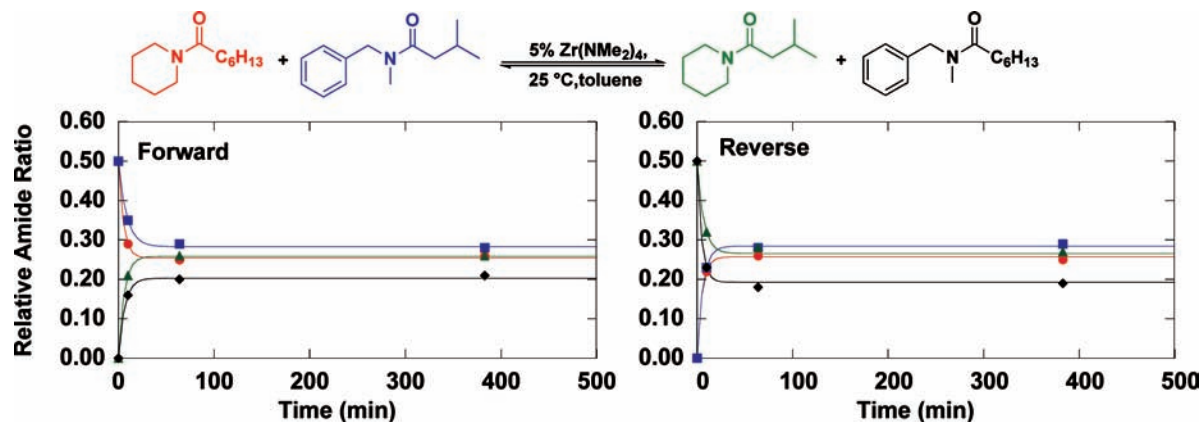 O O O O
N C6H13 + N 5% Zr(NMe2)4, N + N C6H13
25 °C,toluene
Relative Amide Ratio
0.60 Forward
0.50
0.40
0.30
0.20
0.10
0.00
0 100 200 300 400 500
Time (min)
0.60 Reverse
0.50
0.40
0.30
0.20
0.10
0.00
0 100 200 300 400 500
Time (min)